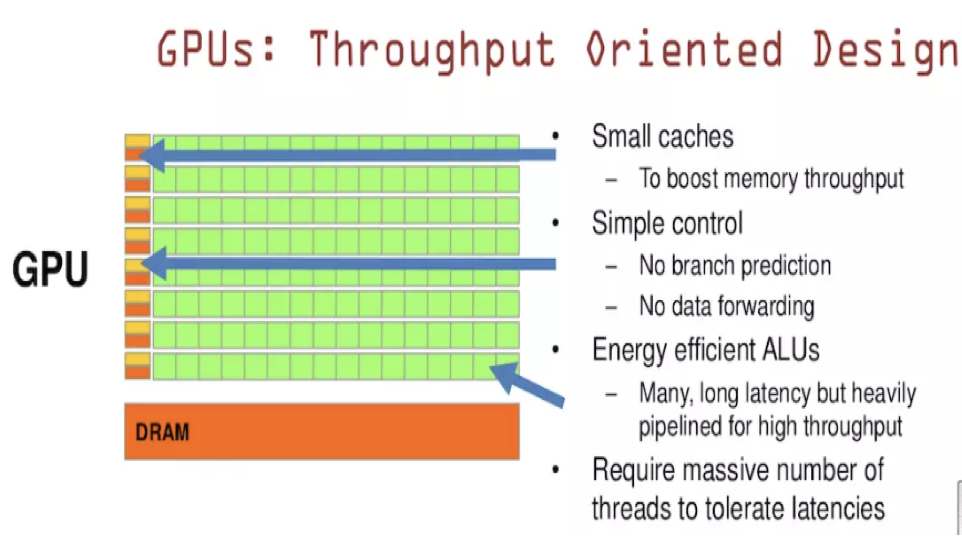 GPUs: Throughput Oriented Design
GPU
DRAM
• Small caches
– To boost memory throughput
• Simple control
– No branch prediction
– No data forwarding
• Energy efficient ALUs
– Many, long latency but heavily
pipelined for high throughput
• Require massive number of
threads to tolerate latencies